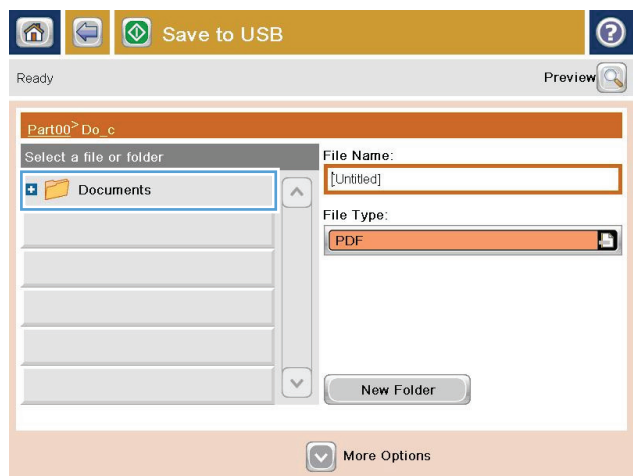 Save to USB
Ready
Preview
Part00>Do_c
Select a file or folder
File Name:
Documents
[Untitled]
File Type:
PDF
New Folder
More Options